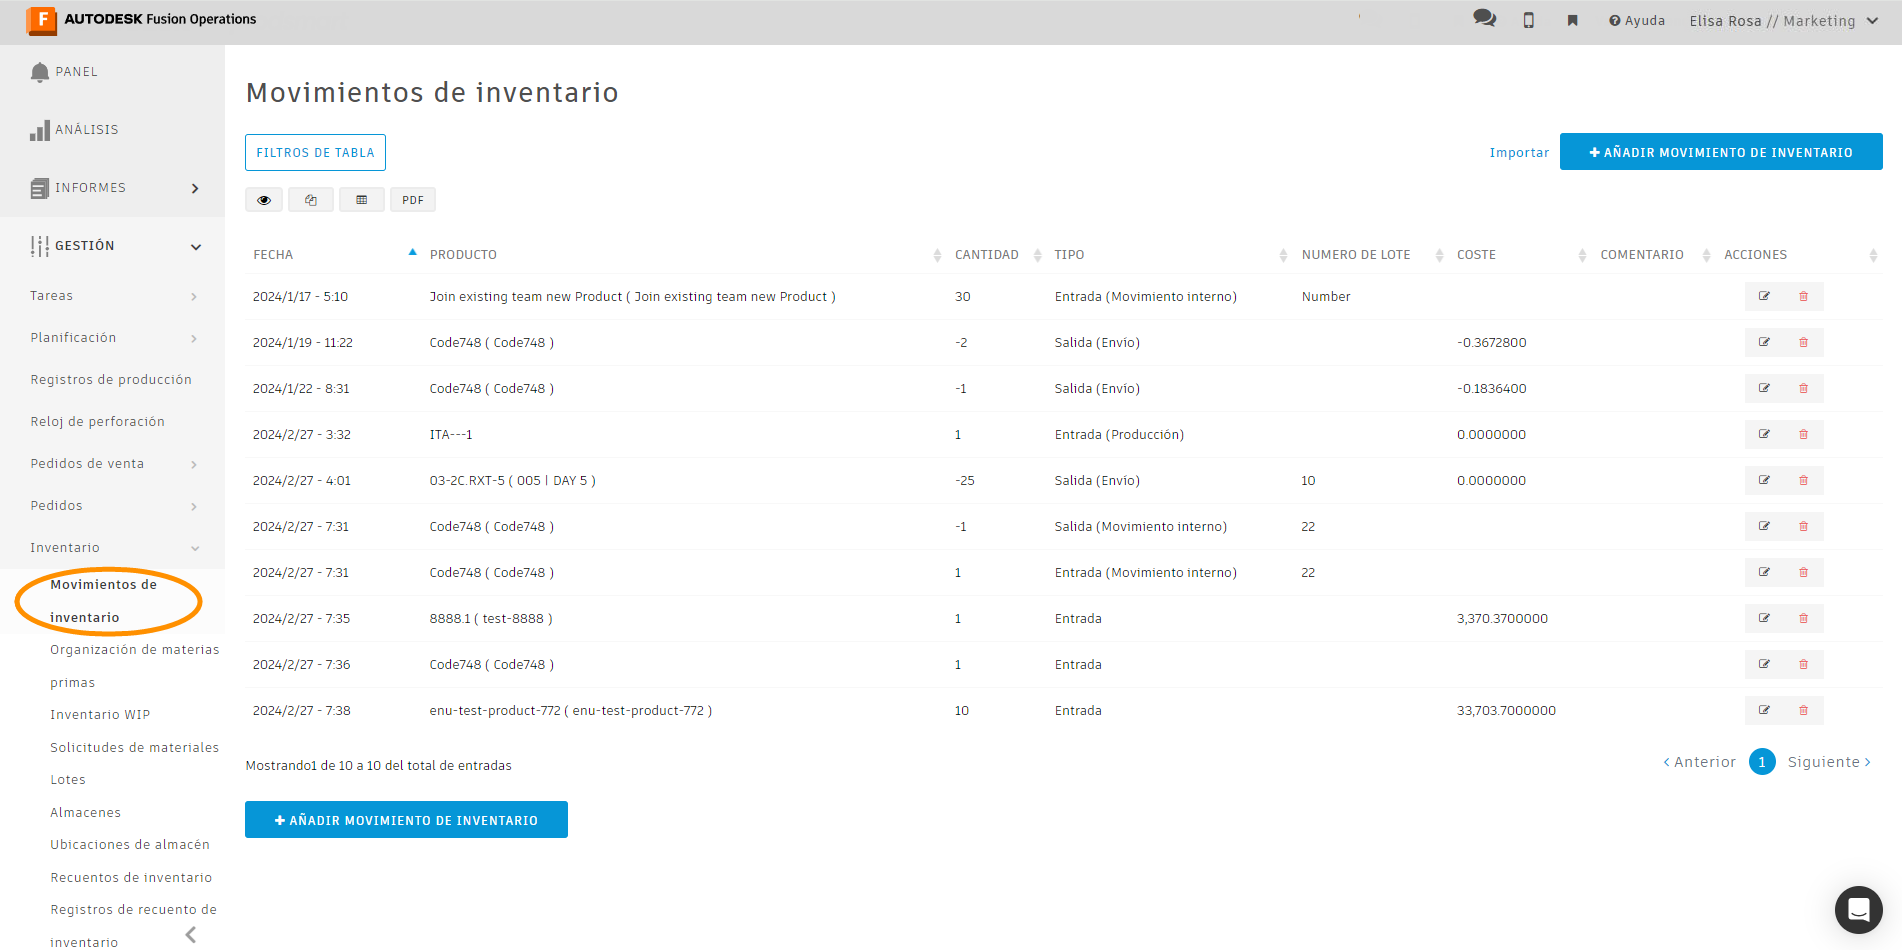 AUTODESK Fusion Operations
Ayuda
Elisa Rosa // Marketing
PANEL
ANÁLISIS
INFORMES
GESTIÓN
Tareas
Planificación
Registros de producción
Reloj de perforación
Pedidos de venta
Pedidos
Inventario
Movimientos de
inventario
Organización de materias
primas
Inventario WIP
Solicitudes de materiales
Lotes
Almacenes
Ubicaciones de almacén
Recuentos de inventario
Registros de recuento de
inventario
Movimientos de inventario
FILTROS DE TABLA
Importar
+ AÑADIR MOVIMIENTO DE INVENTARIO
PDF
FECHA PRODUCTO CANTIDAD TIPO NUMERO DE LOTE COSTE COMENTARIO ACCIONES
2024/1/17 - 5:10 Join existing team new Product ( Join existing team new Product ) 30 Entrada (Movimiento interno) Number
2024/1/19 - 11:22 Code748 ( Code748 ) -2 Salida (Envío) -0.3672800
2024/1/22 - 8:31 Code748 ( Code748 ) -1 Salida (Envío) -0.1836400
2024/2/27 - 3:32 ITA---1 1 Entrada (Producción) 0.0000000
2024/2/27 - 4:01 03-2C.RXT-5 ( 005 | DAY 5 ) -25 Salida (Envío) 10 0.0000000
2024/2/27 - 7:31 Code748 ( Code748 ) -1 Salida (Movimiento interno) 22
2024/2/27 - 7:31 Code748 ( Code748 ) 1 Entrada (Movimiento interno) 22
2024/2/27 - 7:35 8888.1 ( test-8888 ) 1 Entrada 3,370.3700000
2024/2/27 - 7:36 Code748 ( Code748 ) 1 Entrada
2024/2/27 - 7:38 enu-test-product-772 ( enu-test-product-772 ) 10 Entrada 33,703.7000000
Mostrando1 de 10 a 10 del total de entradas
‹ Anterior 1 Siguiente ›
+ AÑADIR MOVIMIENTO DE INVENTARIO